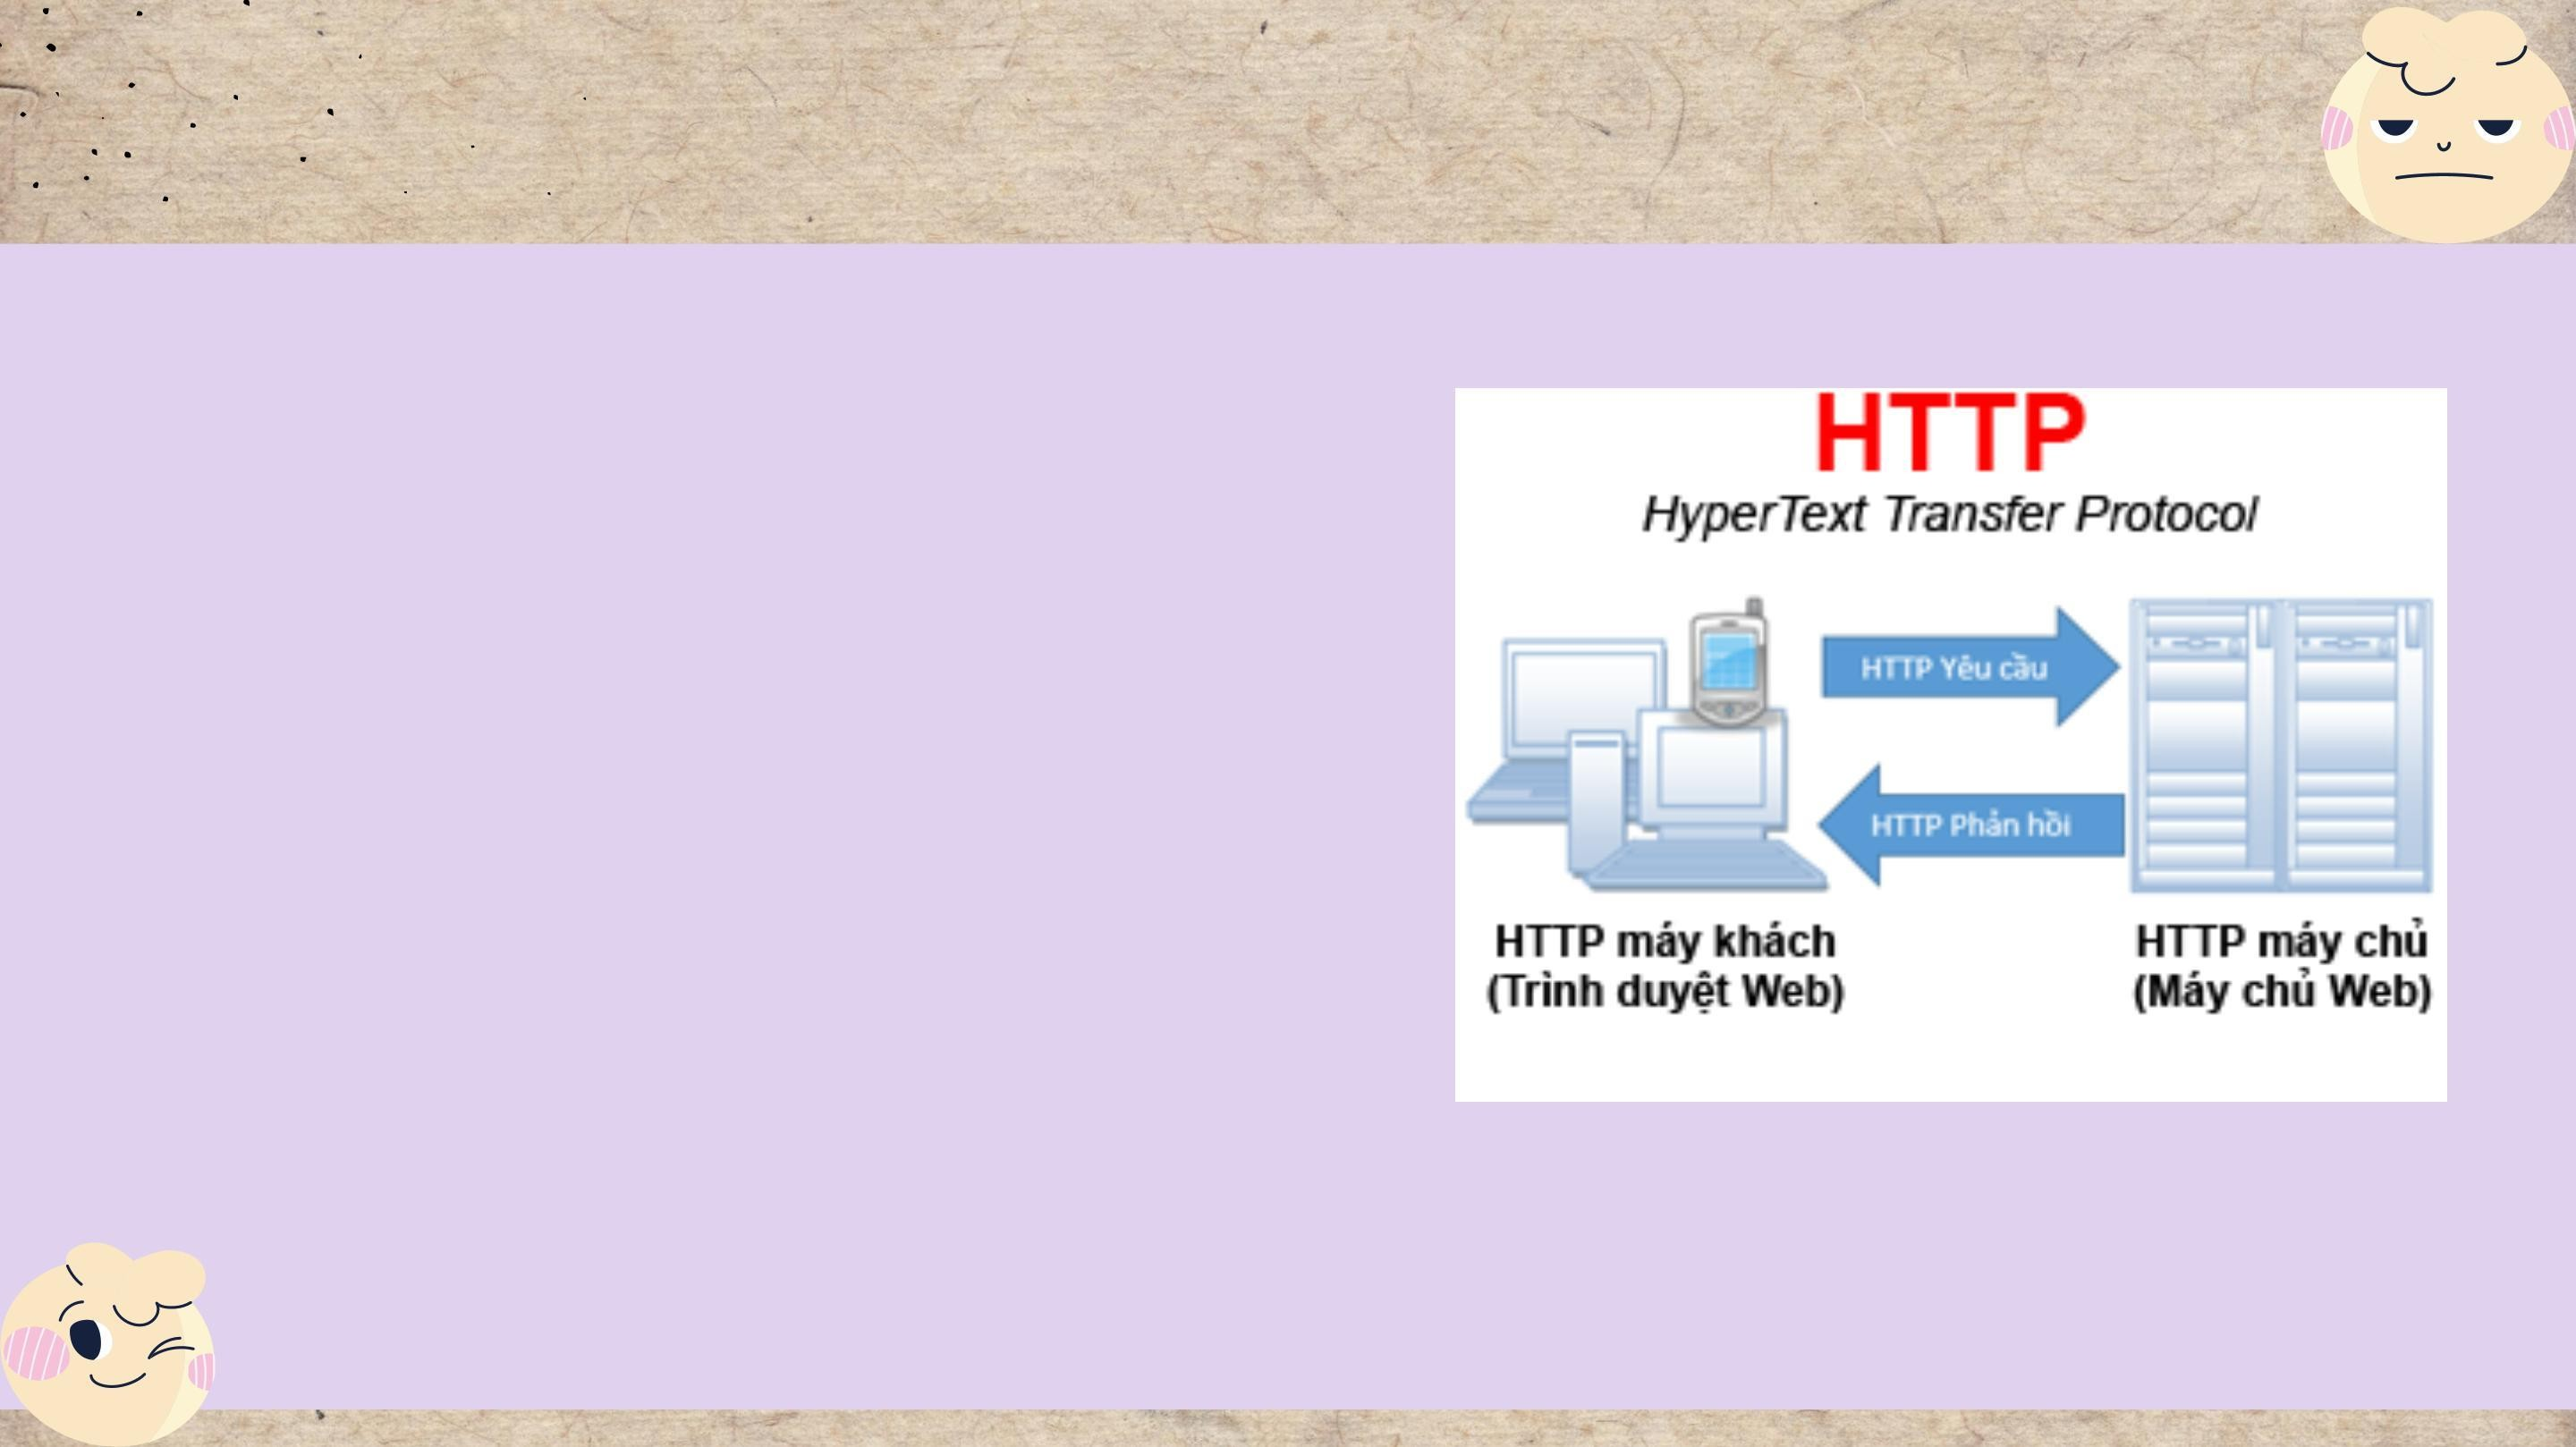 HTTP
HyperText Transfer Protocol
HTTP Yêu cầu
HTTP Phản hồi
HTTP máy khách
(Trình duyệt Web)
HTTP máy chủ
(Máy chủ Web)